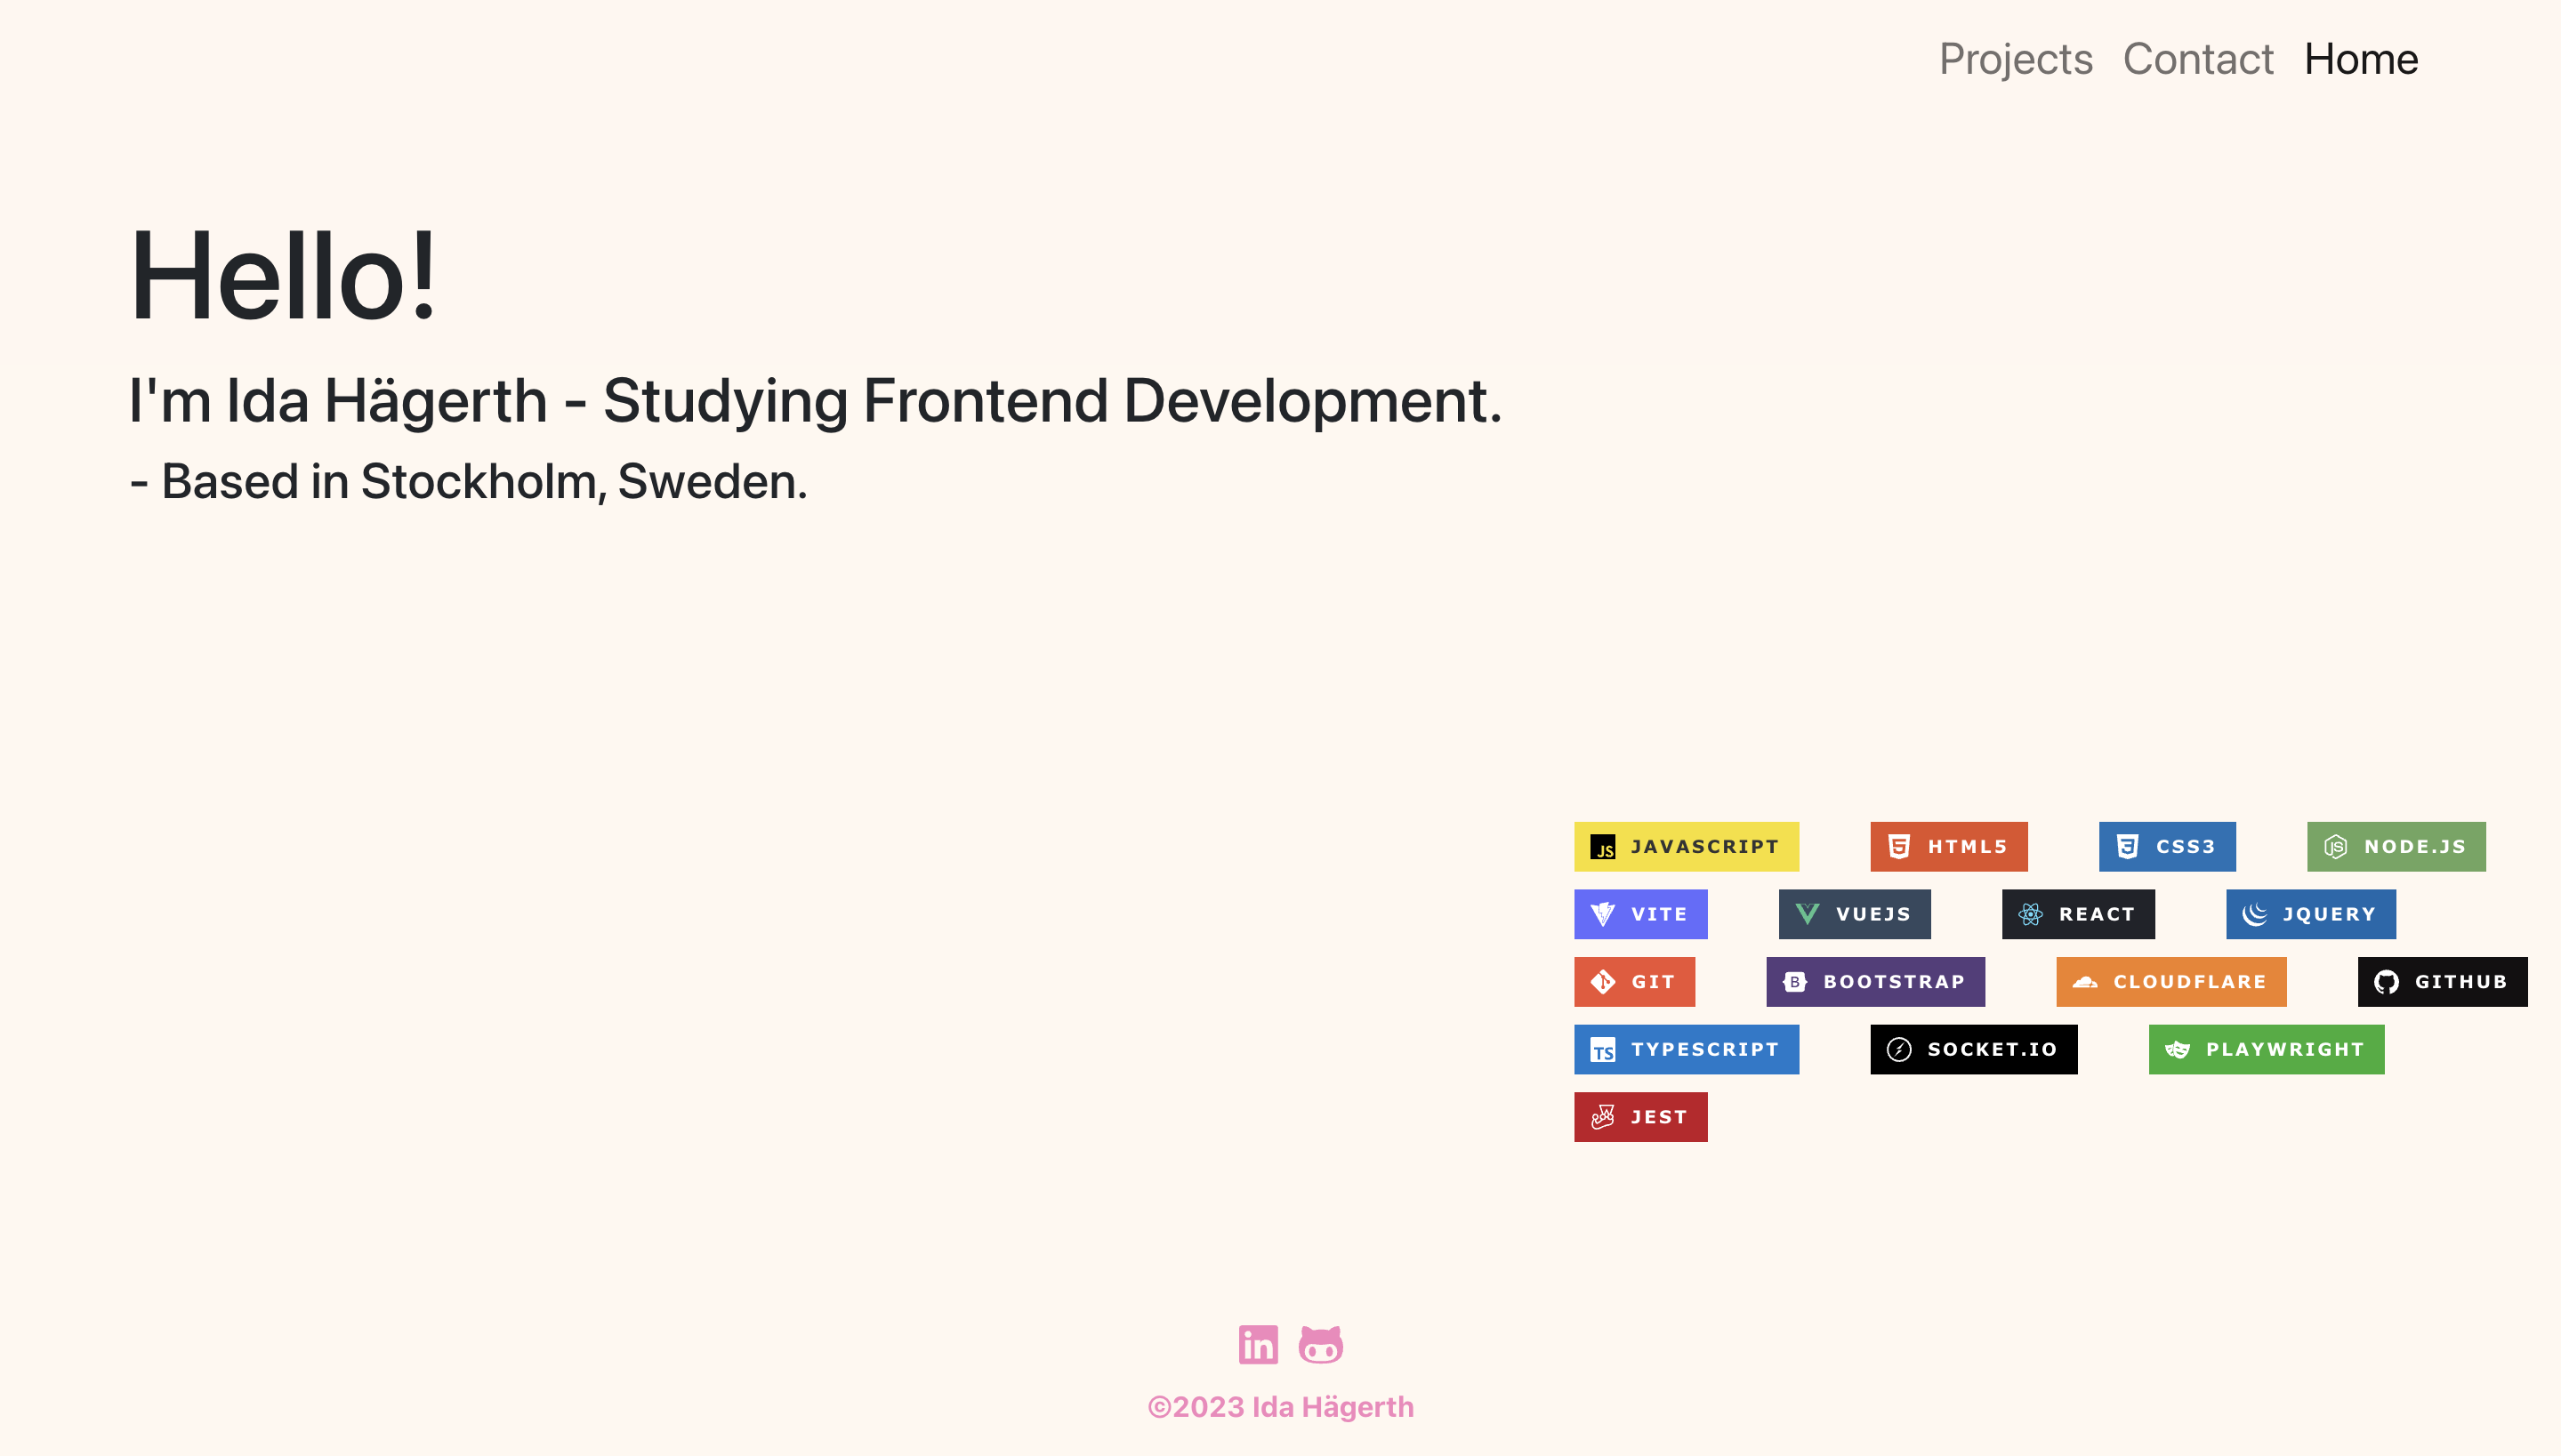 Projects Contact Home
Hello!
I'm Ida Hägerth - Studying Frontend Development.
- Based in Stockholm, Sweden.
JS JAVASCRIPT HTML5 CSS3 NODE.JS
VITE VUEJS REACT JQUERY
GIT BOOTSTRAP CLOUDFLARE GITHUB
TS TYPESCRIPT SOCKET.IO PLAYWRIGHT
JEST
in
©2023 Ida Hägerth